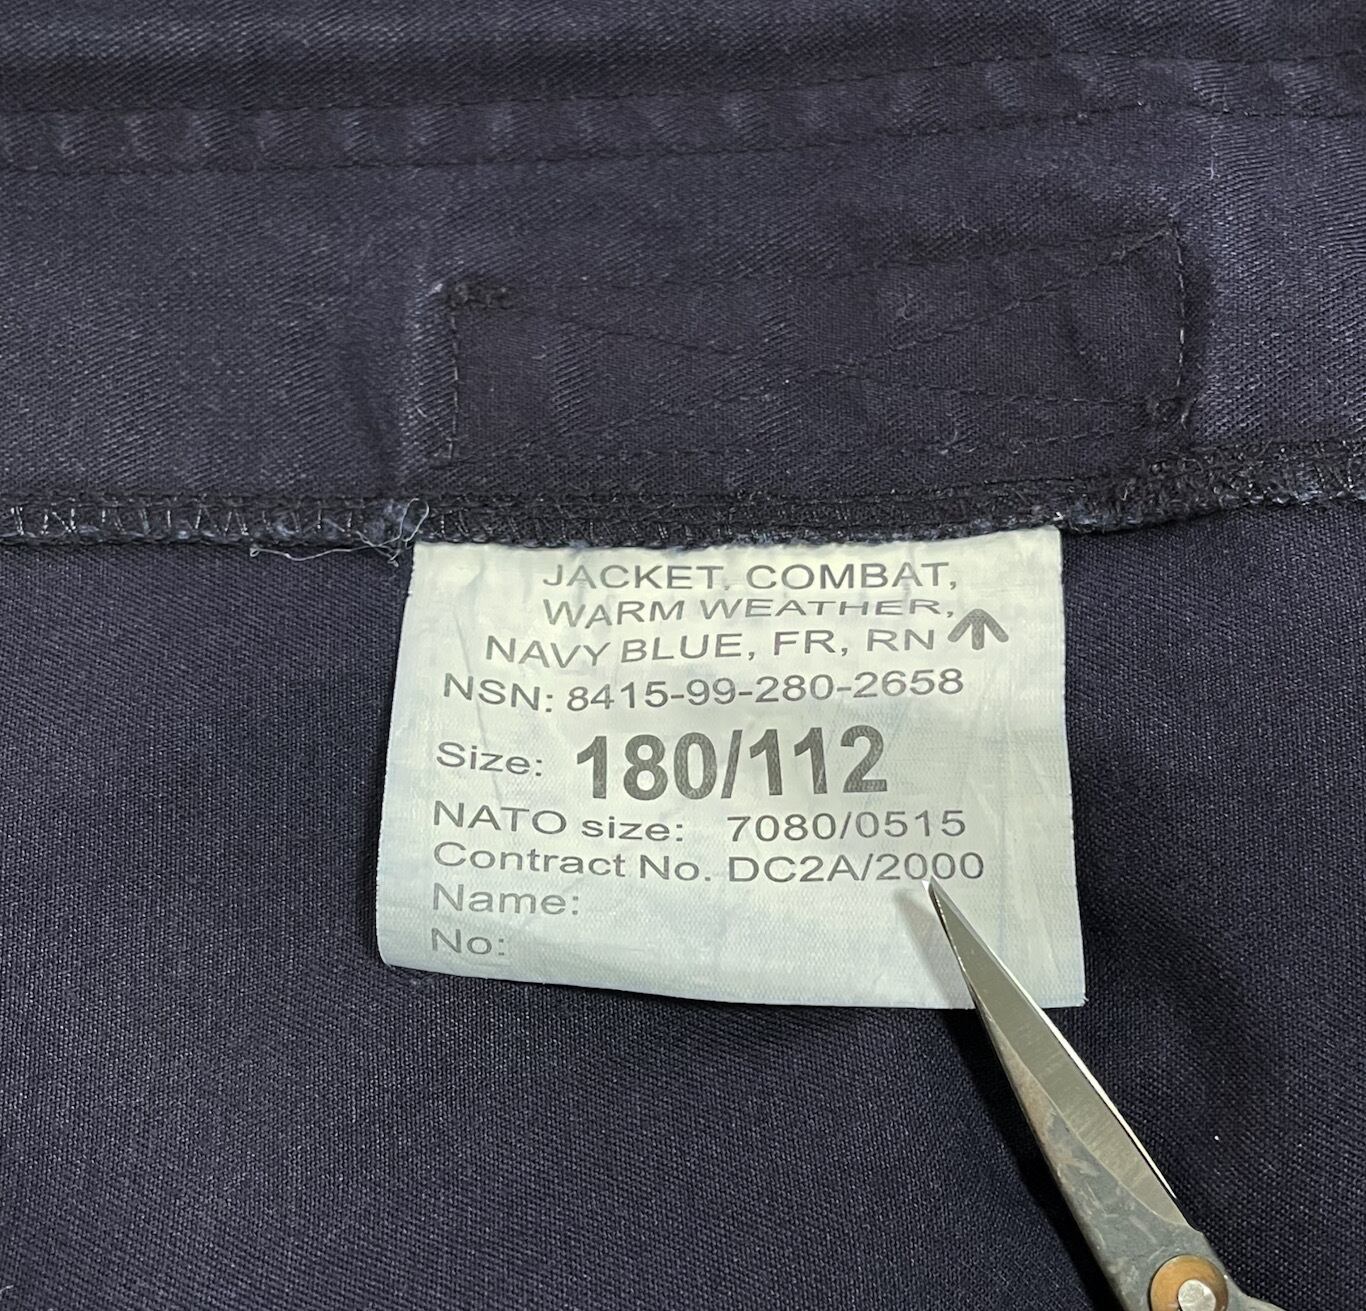 JACKET, COMBAT,
WARM WEATHER,
NAVY BLUE, FR, RN
NSN: 8415-99-280-2658
Size: 180/112
NATO size: 7080/0515
Contract No. DC2A/2000
Name:
No: